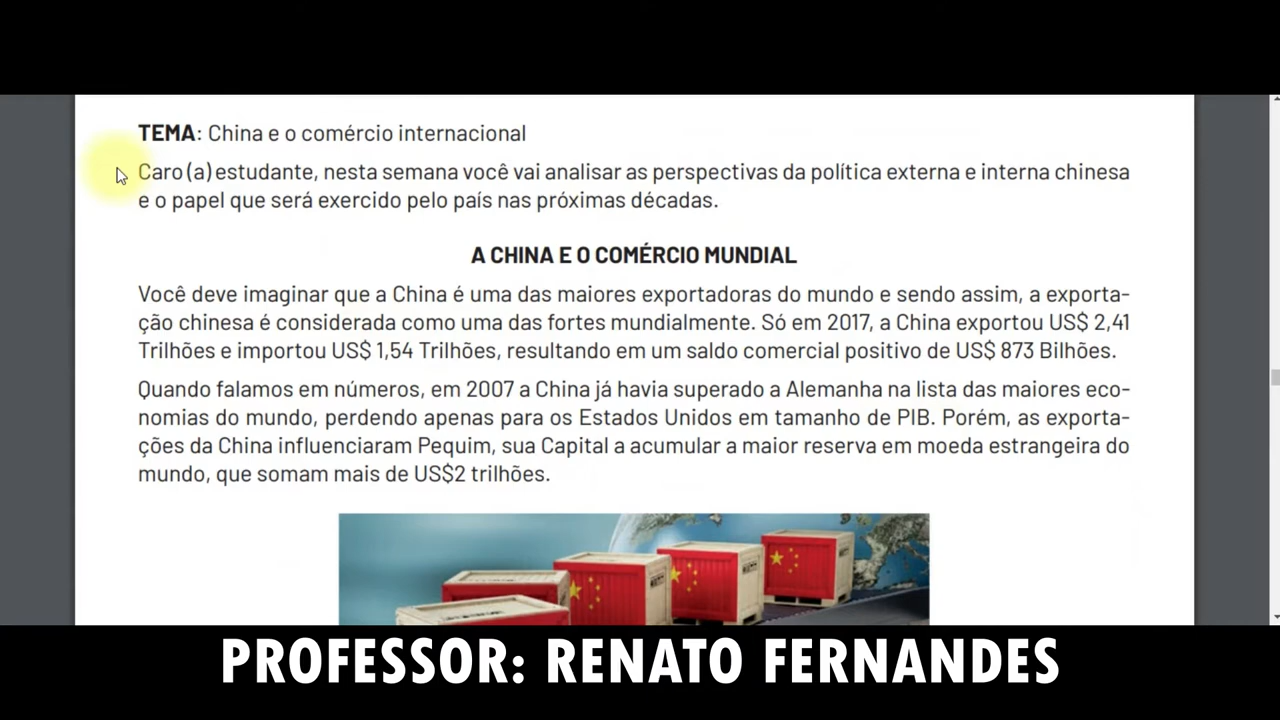 TEMA: China e o comércio internacional
Caro (a) estudante, nesta semana você vai analisar as perspectivas da política externa e interna chinesa
e o papel que será exercido pelo país nas próximas décadas.
A CHINA E O COMÉRCIO MUNDIAL
Você deve imaginar que a China é uma das maiores exportadoras do mundo e sendo assim, a exporta-
ção chinesa é considerada como uma das fortes mundialmente. Só em 2017, a China exportou US$ 2,41
Trilhões e importou US$ 1,54 Trilhões, resultando em um saldo comercial positivo de US$ 873 Bilhões.
Quando falamos em números, em 2007 a China já havia superado a Alemanha na lista das maiores eco-
nomias do mundo, perdendo apenas para os Estados Unidos em tamanho de PIB. Porém, as exporta-
ções da China influenciaram Pequim, sua Capital a acumular a maior reserva em moeda estrangeira do
mundo, que somam mais de US$2 trilhões.
PROFESSOR: RENATO FERNANDES